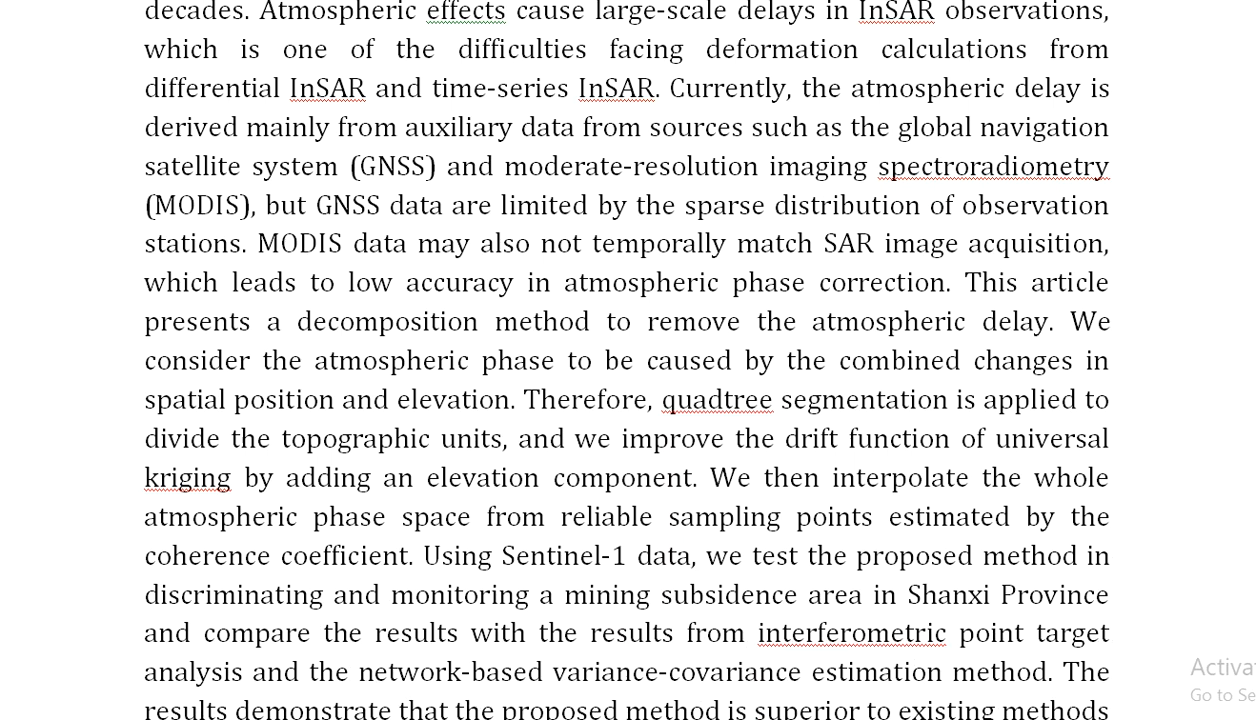 decades. Atmospheric effects cause large-scale delays in InSAR observations,
which is one of the difficulties facing deformation calculations from
differential InSAR and time-series InSAR. Currently, the atmospheric delay is
derived mainly from auxiliary data from sources such as the global navigation
satellite system (GNSS) and moderate-resolution imaging spectroradiometry
(MODIS), but GNSS data are limited by the sparse distribution of observation
stations. MODIS data may also not temporally match SAR image acquisition,
which leads to low accuracy in atmospheric phase correction. This article
presents a decomposition method to remove the atmospheric delay. We
consider the atmospheric phase to be caused by the combined changes in
spatial position and elevation. Therefore, quadtree segmentation is applied to
divide the topographic units, and we improve the drift function of universal
kriging by adding an elevation component. We then interpolate the whole
atmospheric phase space from reliable sampling points estimated by the
coherence coefficient. Using Sentinel-1 data, we test the proposed method in
discriminating and monitoring a mining subsidence area in Shanxi Province
and compare the results with the results from interferometric point target
analysis and the network-based variance-covariance estimation method. The
results demonstrate that the proposed method is superior to existing methods
Activa
Go to Se